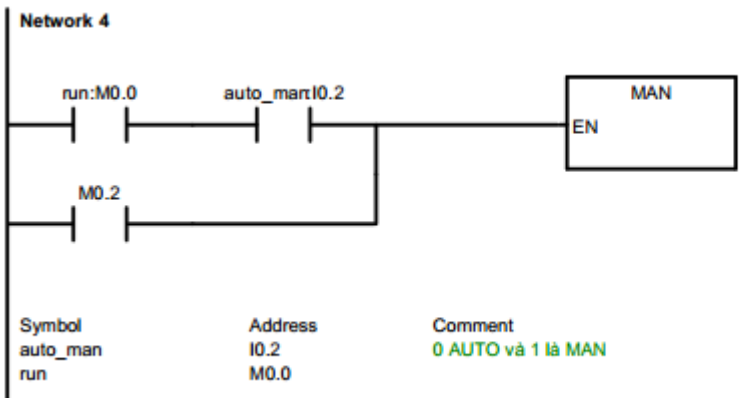 Network 4
run:M0.0 auto_man:I0.2 MAN
EN
M0.2
Symbol Address Comment
auto_man I0.2 0 AUTO và 1 là MAN
run M0.0